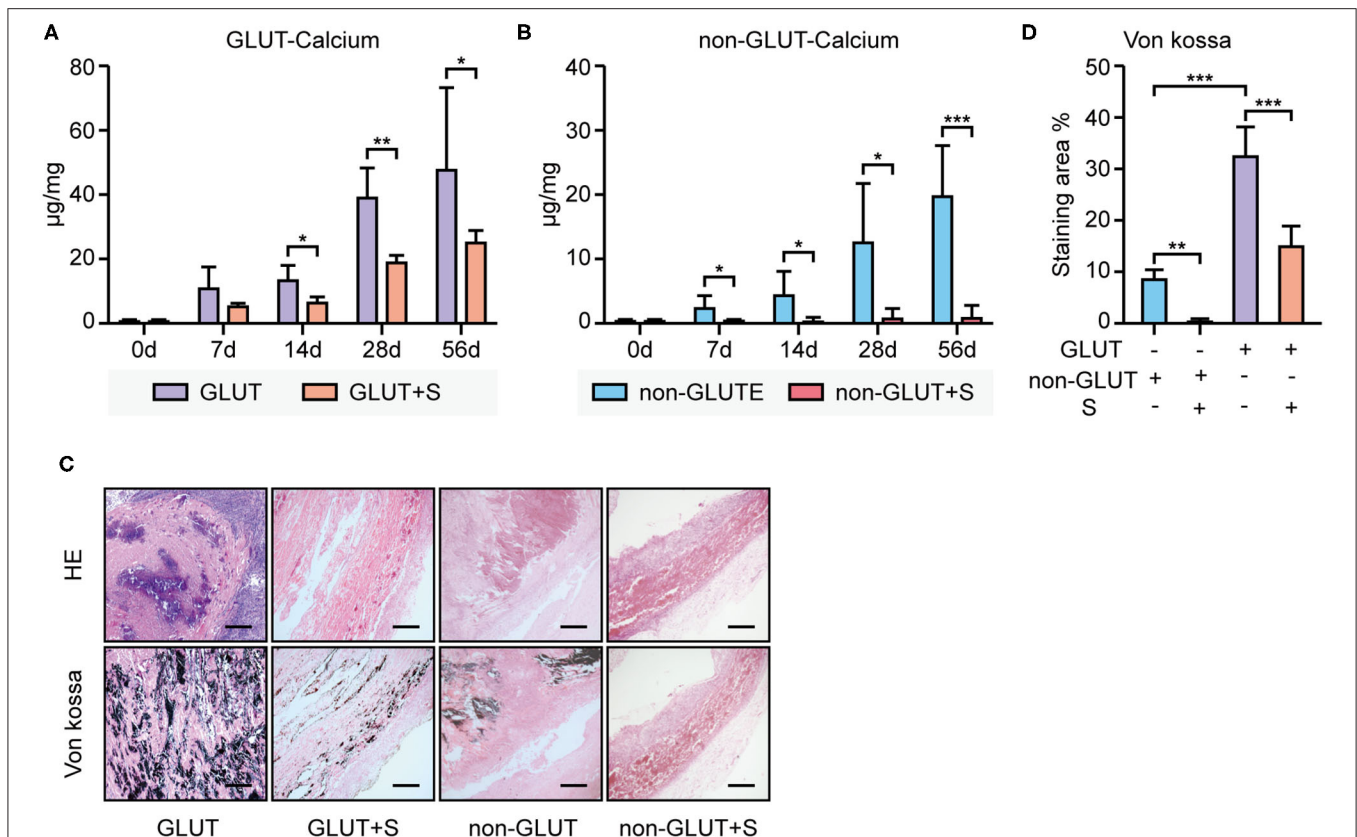 A
GLUT-Calcium
µg/mg
80
60
40
20
0
*
**
*
0d 7d 14d 28d 56d
GLUT GLUT+S
B
non-GLUT-Calcium
µg/mg
40
30
20
10
0
*
*
*
***
0d 7d 14d 28d 56d
non-GLUTE non-GLUT+S
D
Von kossa
Staining area %
50
40
30
20
10
0
***
***
**
GLUT - - + +
non-GLUT + + - -
S - + - +
C
HE
Von kossa
GLUT GLUT+S non-GLUT non-GLUT+S